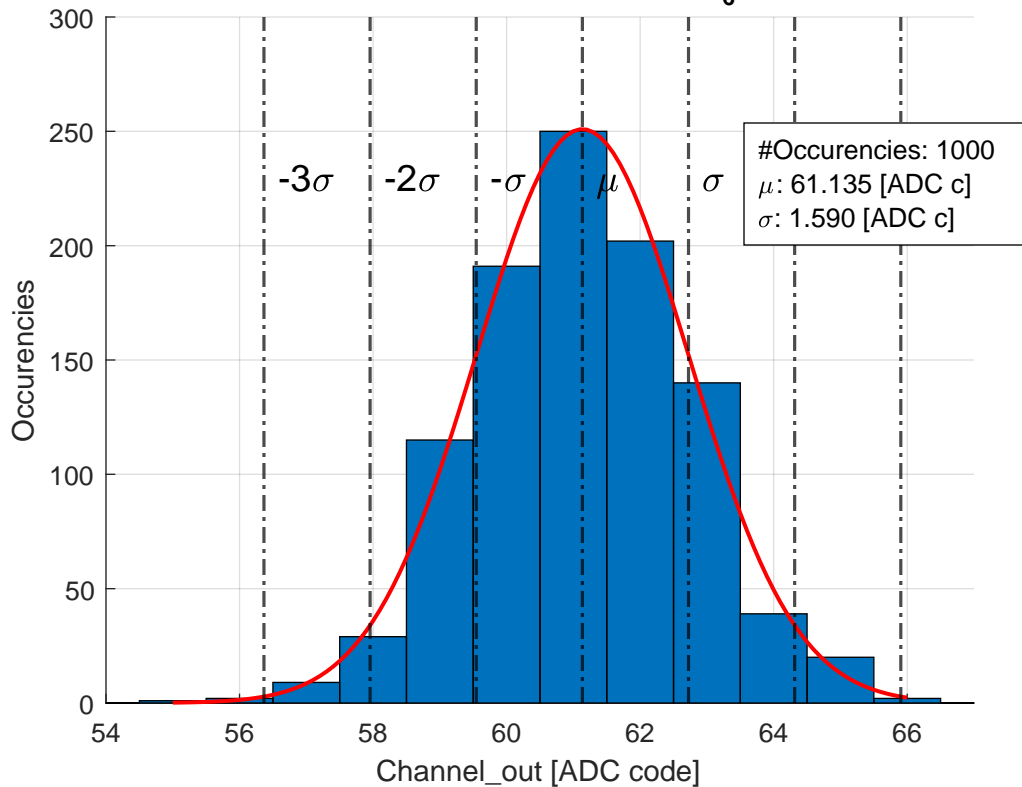 300
250
200
150
100
50
0
54
56
58
60
62
64
66
Occurencies
Channel_out [ADC code]
-3σ
-2σ
-σ
μ
σ
#Occurencies: 1000
μ: 61.135 [ADC c]
σ: 1.590 [ADC c]